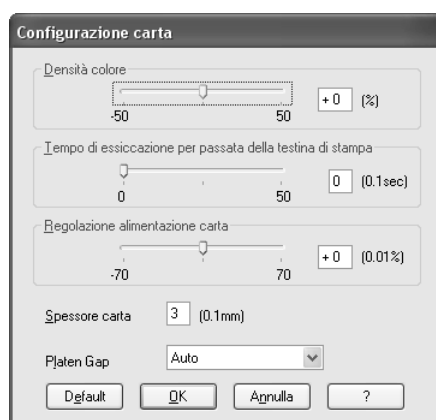 Configurazione carta
Densità colore
+0 (%)
-50 50
Tempo di essiccazione per passata della testina di stampa
0 (0.1sec)
0 50
Regolazione alimentazione carta
+0 (0.01%)
-70 70
Spessore carta 3 (0.1mm)
Platen Gap Auto
Default OK Annulla ?